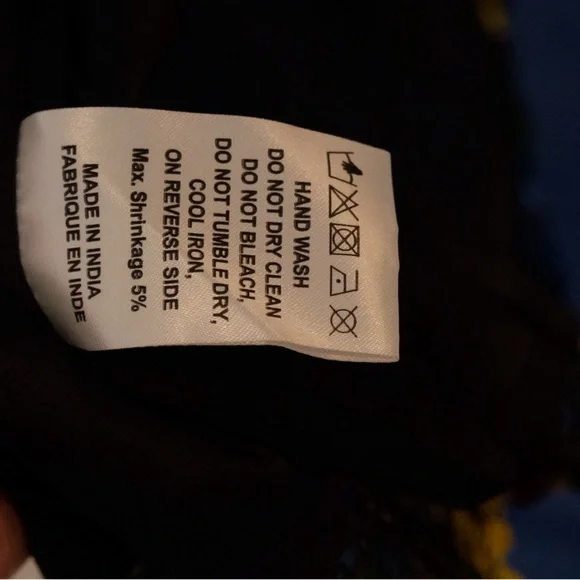 HAND WASH
DO NOT DRY CLEAN
DO NOT BLEACH,
DO NOT TUMBLE DRY,
COOL IRON,
ON REVERSE SIDE
Max. Shrinkage 5%
MADE IN INDIA
FABRIQUE EN INDE